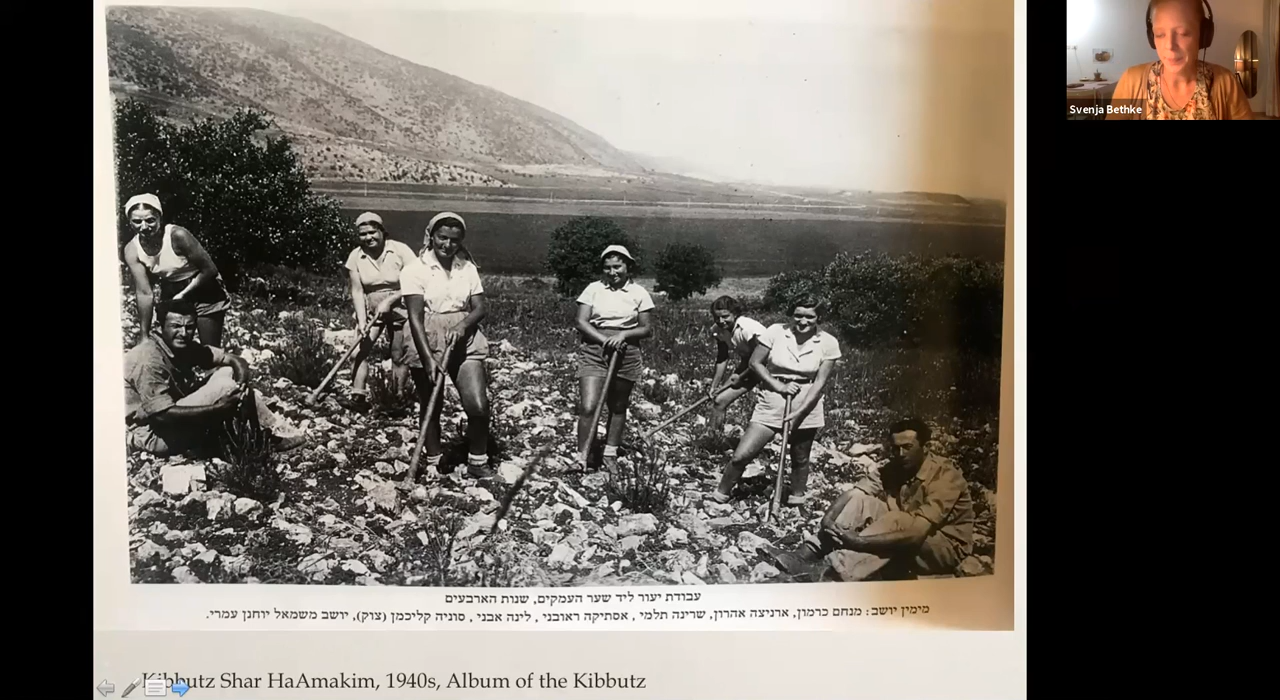 Svenja Bethke
עבודת יעור ליד שער העמקים, שנות הארבעים
מימין יושב: מנחם כרמון, ארניצה אהרון, שרינה תלמי, אסתיקה ראובני, לינה אבני, סוניה קליכמן (צוק), יושב משמאל יוחנן עמרי.
Kibbutz Shar HaAmakim, 1940s, Album of the Kibbutz